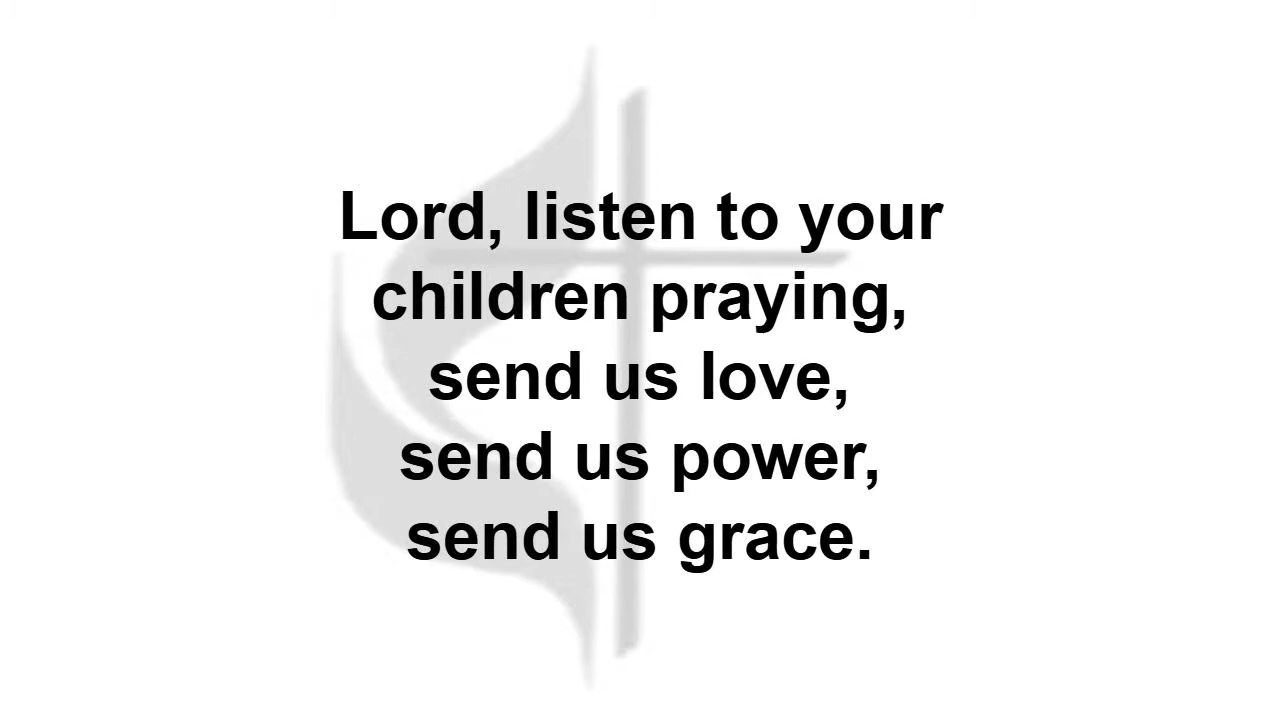 Lord, listen to your
children praying,
send us love,
send us power,
send us grace.